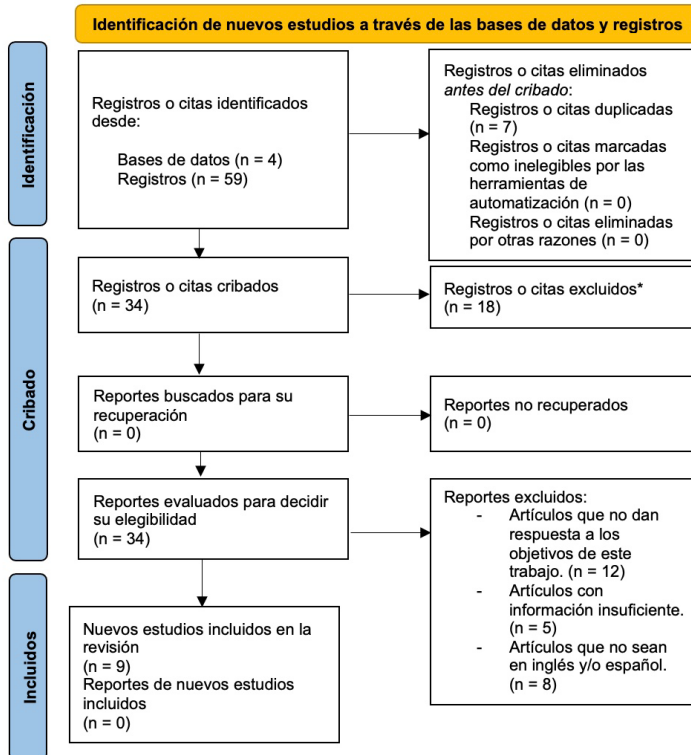 Identificación de nuevos estudios a través de las bases de datos y registros
Identificación
Registros o citas identificados
desde:
Bases de datos (n = 4)
Registros (n = 59)
Registros o citas eliminados
antes del cribado:
Registros o citas duplicadas
(n = 7)
Registros o citas marcadas
como inelegibles por las
herramientas de
automatización (n = 0)
Registros o citas eliminadas
por otras razones (n = 0)
Cribado
Registros o citas cribados
(n = 34)
Registros o citas excluidos*
(n = 18)
Reportes buscados para su
recuperación
(n = 0)
Reportes no recuperados
(n = 0)
Reportes evaluados para decidir
su elegibilidad
(n = 34)
Reportes excluidos:
- Artículos que no dan
respuesta a los
objetivos de este
trabajo. (n = 12)
- Artículos con
información insuficiente.
(n = 5)
- Artículos que no sean
en inglés y/o español.
(n = 8)
Incluidos
Nuevos estudios incluidos en la
revisión
(n = 9)
Reportes de nuevos estudios
incluidos
(n = 0)